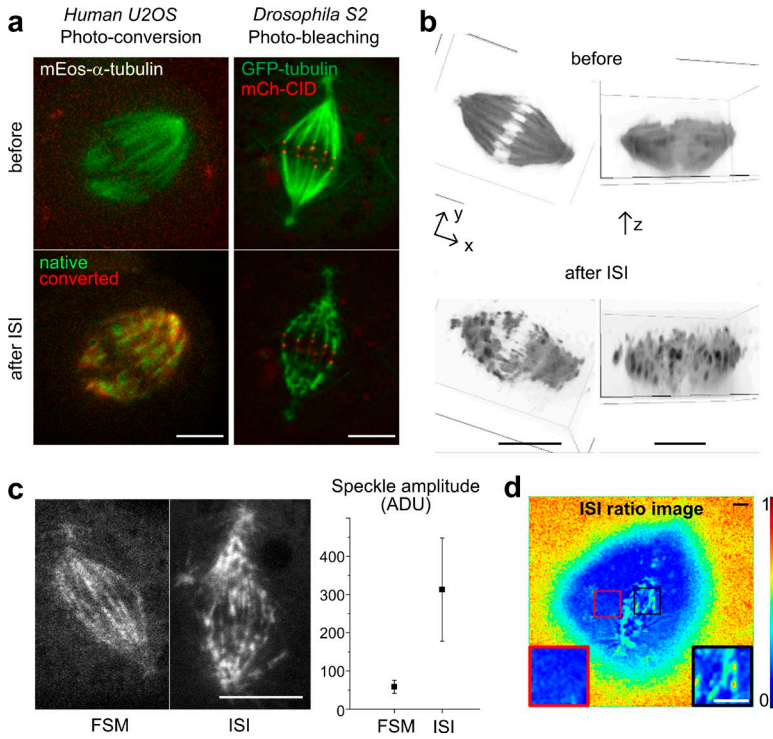 a
Human U2OS
Photo-conversion
Drosophila S2
Photo-bleaching
before
mEos-α-tubulin
GFP-tubulin
mCh-CID
after ISI
native
converted
b
before
y
x
z
after ISI
c
FSM
ISI
Speckle amplitude
(ADU)
500
400
300
200
100
0
FSM
ISI
d
ISI ratio image
1
0